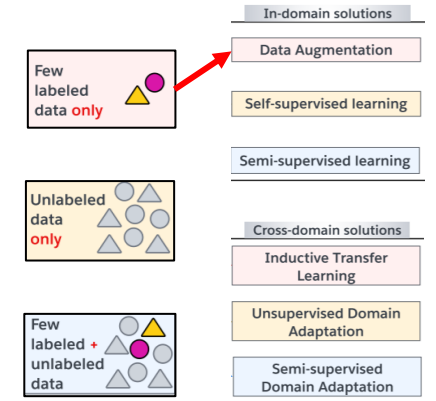 In-domain solutions
Data Augmentation
Few
labeled
data only
Self-supervised learning
Semi-supervised learning
Unlabeled
data
only
Cross-domain solutions
Inductive Transfer
Learning
Unsupervised Domain
Adaptation
Few
labeled +
unlabeled
data
Semi-supervised
Domain Adaptation